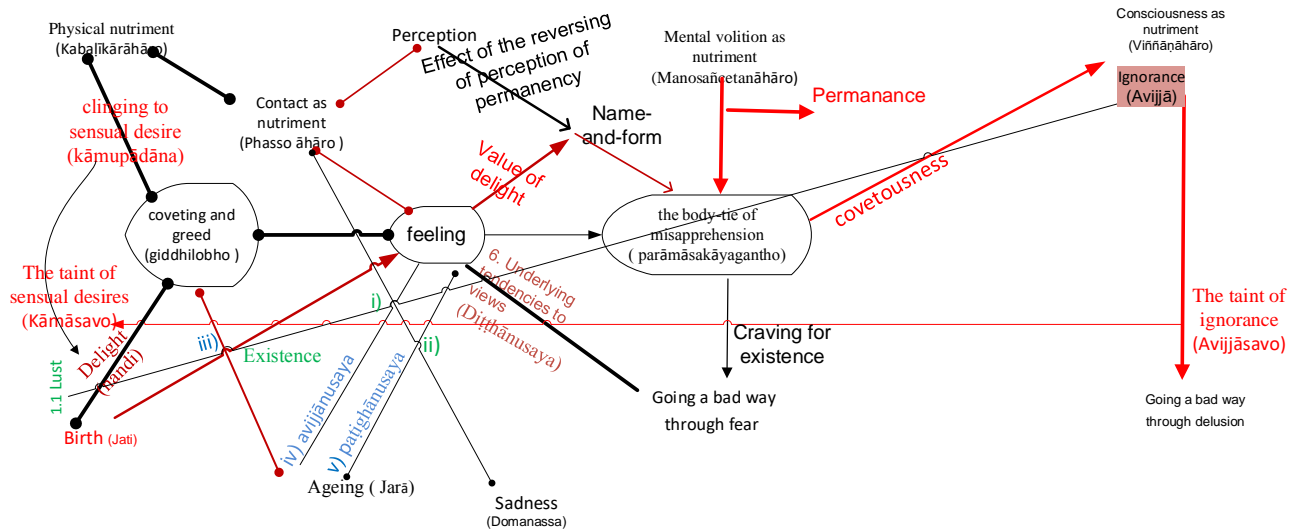 Physical nutriment
(Kabaḷīkārāhāro)
Perception
Effect of the reversing
of perception of
permanency
Mental volition as
nutriment
(Manosañcetanāhāro)
Consciousness as
nutriment
(Viññāṇāhāro)
Ignorance
(Avijjā)
clinging to
sensual desire
(kāmupādāna)
Contact as
nutriment
(Phasso āhāro )
Name-
and-form
Permanance
Value of
delight
covetousness
coveting and
greed
(giddhilobho )
feeling
the body-tie of
misapprehension
( parāmāsakāyagantho)
The taint of
sensual desires
(Kāmāsavo)
6. Underlying
tendencies to
views
(Diṭṭhānusaya)
The taint of
ignorance
(Avijjāsavo)
i)
ii)
iii)
Existence
Delight
(nandi)
1.1 Lust
Craving for
existence
Birth (Jati)
iv) avijjānusaya
v) paṭighānusaya
Going a bad way
through fear
Going a bad way
through delusion
Ageing ( Jarā)
Sadness
(Domanassa)